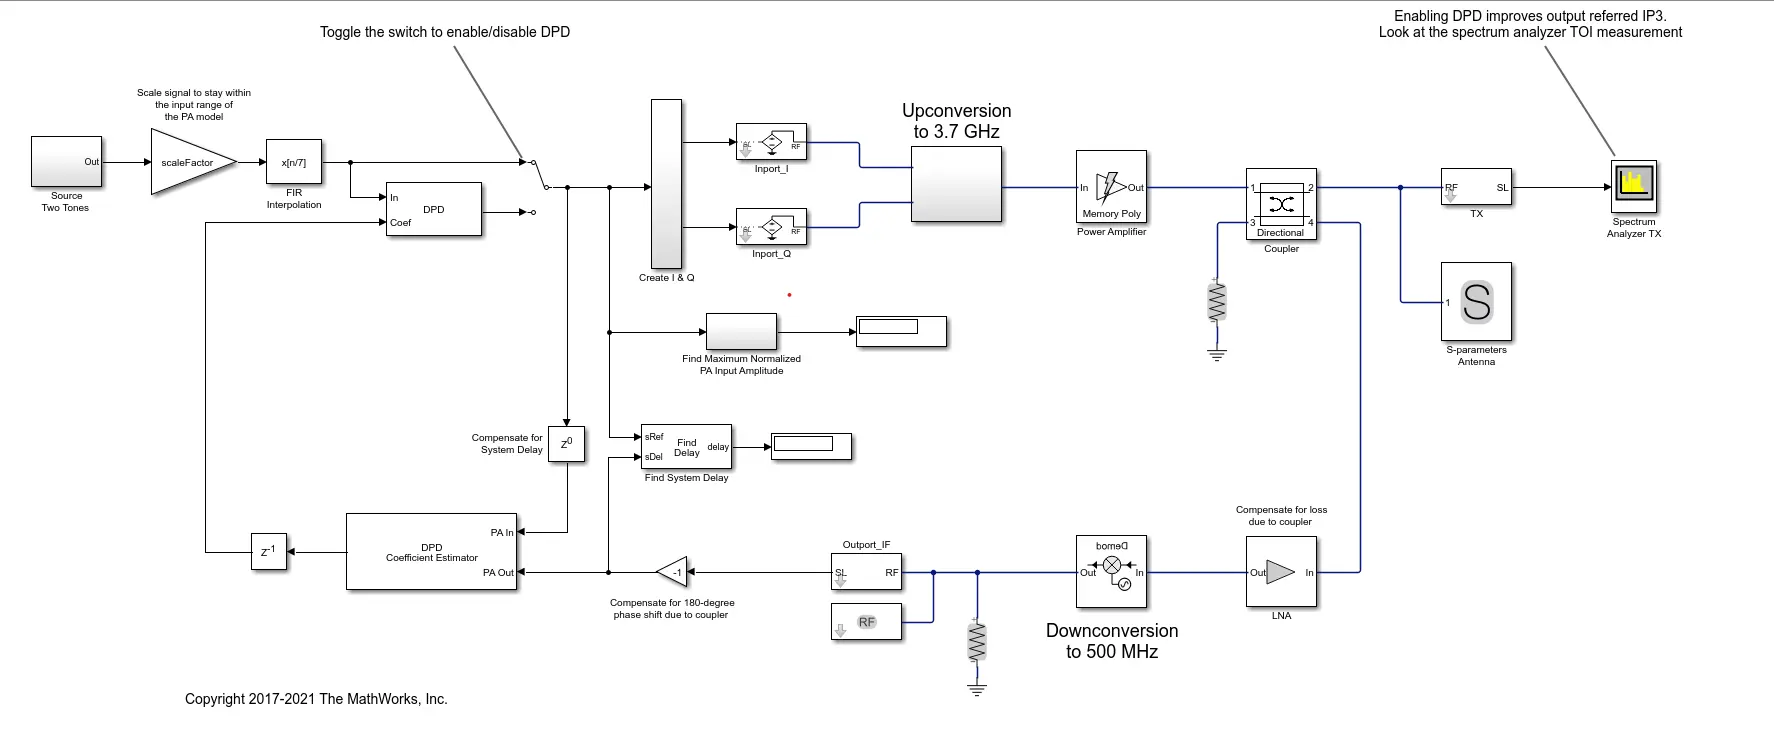 Toggle the switch to enable/disable DPD
Enabling DPD improves output referred IP3.
Look at the spectrum analyzer TOI measurement
Scale signal to stay within
the input range of
the PA model
Out
Source
Two Tones
scaleFactor
x[n/7]
FIR
Interpolation
In
DPD
Coef
Create I & Q
RF
Inport_I
RF
Inport_Q
Upconversion
to 3.7 GHz
In
Out
Memory Poly
Power Amplifier
1
2
3
4
Directional
Coupler
RF
SL
TX
Spectrum
Analyzer TX
1
S
S-parameters
Antenna
Find Maximum Normalized
PA Input Amplitude
Compensate for
System Delay
Z0
sRef
sDel
Find
Delay
delay
Find System Delay
PA In
DPD
Coefficient Estimator
PA Out
Z-1
-1
Compensate for 180-degree
phase shift due to coupler
Outport_IF
SL
RF
RF
Demod
Out
In
Downconversion
to 500 MHz
Compensate for loss
due to coupler
Out
In
LNA
Copyright 2017-2021 The MathWorks, Inc.